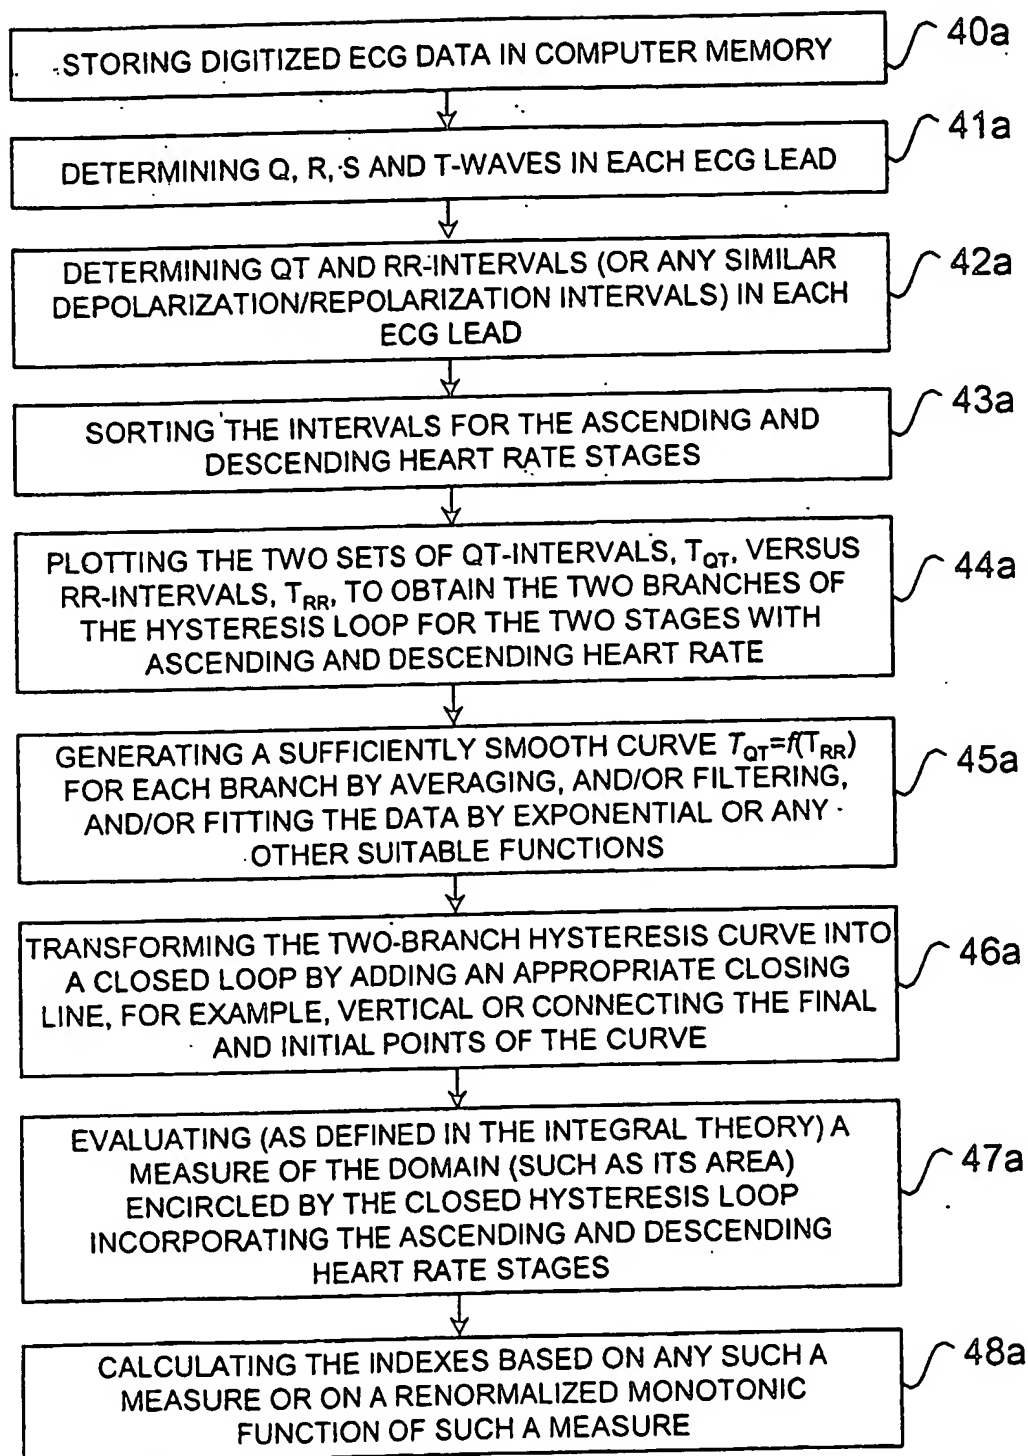 STORING DIGITIZED ECG DATA IN COMPUTER MEMORY
40a
DETERMINING Q, R, S AND T-WAVES IN EACH ECG LEAD
41a
DETERMINING QT AND RR-INTERVALS (OR ANY SIMILAR
DEPOLARIZATION/REPOLARIZATION INTERVALS) IN EACH
ECG LEAD
42a
SORTING THE INTERVALS FOR THE ASCENDING AND
DESCENDING HEART RATE STAGES
43a
PLOTTING THE TWO SETS OF QT-INTERVALS, T_QT, VERSUS
RR-INTERVALS, T_RR, TO OBTAIN THE TWO BRANCHES OF
THE HYSTERESIS LOOP FOR THE TWO STAGES WITH
ASCENDING AND DESCENDING HEART RATE
44a
GENERATING A SUFFICIENTLY SMOOTH CURVE T_QT=f(T_RR)
FOR EACH BRANCH BY AVERAGING, AND/OR FILTERING,
AND/OR FITTING THE DATA BY EXPONENTIAL OR ANY
OTHER SUITABLE FUNCTIONS
45a
TRANSFORMING THE TWO-BRANCH HYSTERESIS CURVE INTO
A CLOSED LOOP BY ADDING AN APPROPRIATE CLOSING
LINE, FOR EXAMPLE, VERTICAL OR CONNECTING THE FINAL
AND INITIAL POINTS OF THE CURVE
46a
EVALUATING (AS DEFINED IN THE INTEGRAL THEORY) A
MEASURE OF THE DOMAIN (SUCH AS ITS AREA)
ENCIRCLED BY THE CLOSED HYSTERESIS LOOP
INCORPORATING THE ASCENDING AND DESCENDING
HEART RATE STAGES
47a
CALCULATING THE INDEXES BASED ON ANY SUCH A
MEASURE OR ON A RENORMALIZED MONOTONIC
FUNCTION OF SUCH A MEASURE
48a